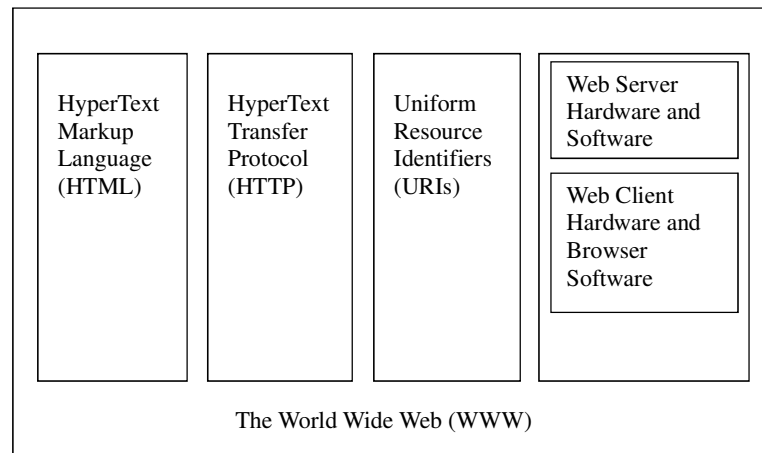 HyperText
Markup
Language
(HTML)
HyperText
Transfer
Protocol
(HTTP)
Uniform
Resource
Identifiers
(URIs)
Web Server
Hardware and
Software
Web Client
Hardware and
Browser
Software
The World Wide Web (WWW)